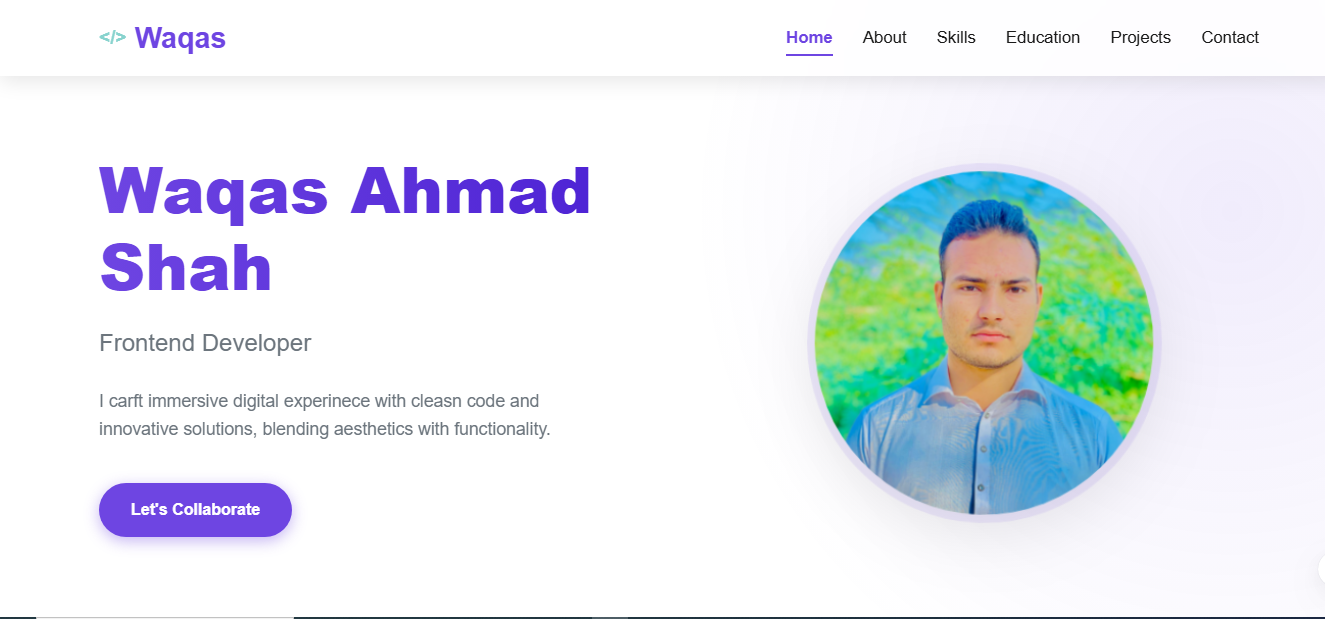 </> Waqas
Home About Skills Education Projects Contact
Waqas Ahmad
Shah
Frontend Developer
I carft immersive digital experinece with cleasn code and
innovative solutions, blending aesthetics with functionality.
Let's Collaborate